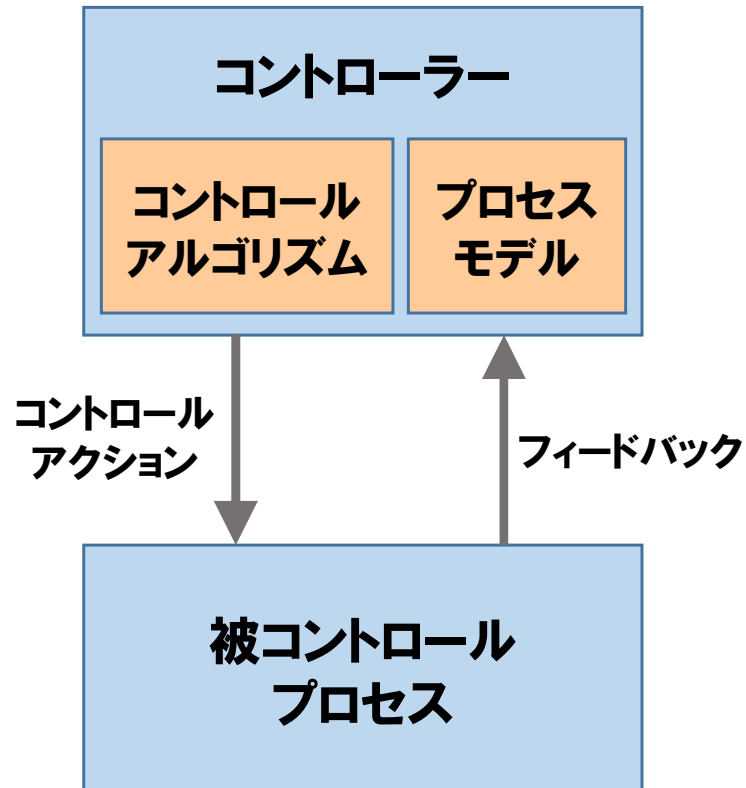 コントローラー
コントロール
アルゴリズム
プロセス
モデル
コントロール
アクション
フィードバック
被コントロール
プロセス